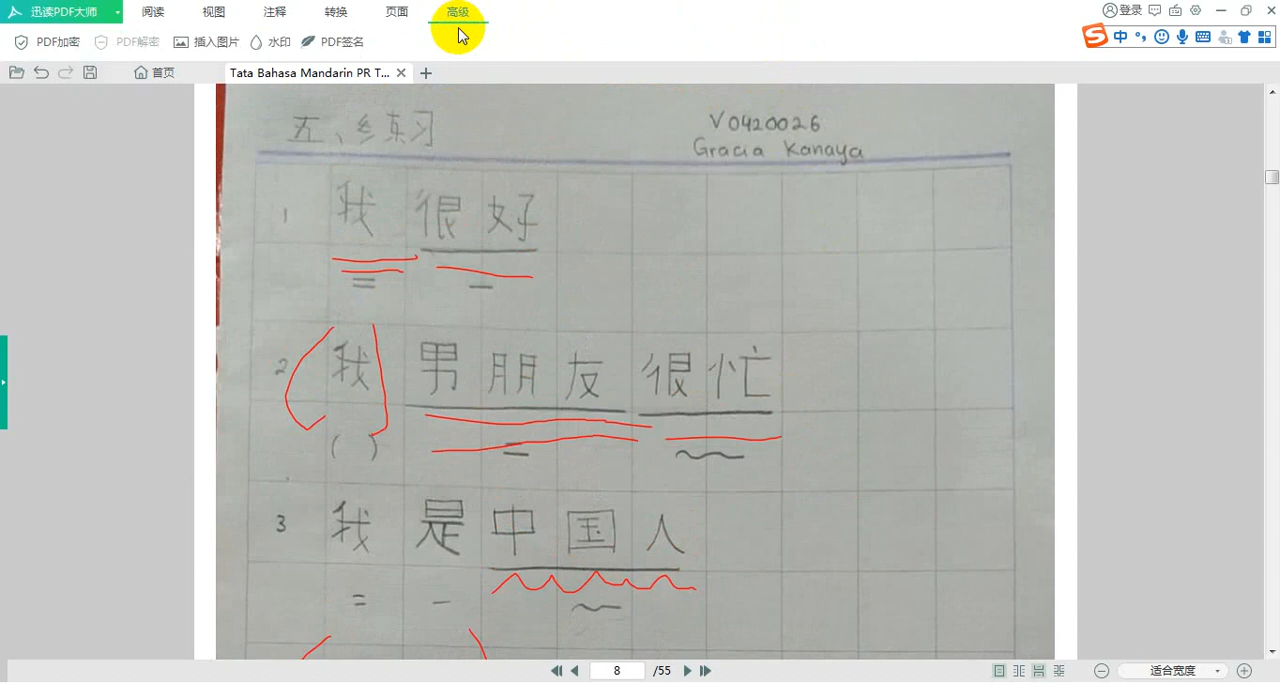 迅读PDF大师 阅读 视图 注释 转换 页面 高级 登录
PDF加密 PDF解密 插入图片 水印 PDF签名 中
首页 Tata Bahasa Mandarin PR T...
五、练习 V0420026
Gracia Kanaya
1 我很好
2 我男朋友很忙
( )
3 我是中国人
8 /55 适合宽度